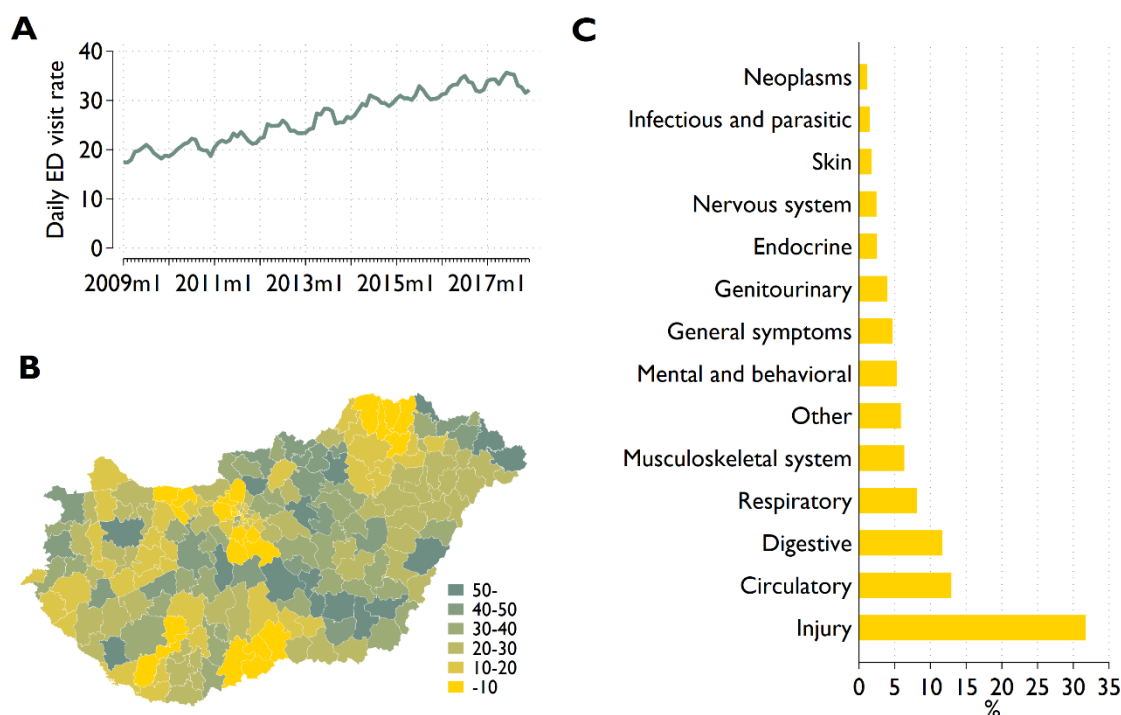 A
Daily ED visit rate
40
30
20
10
0
2009m1 2011m1 2013m1 2015m1 2017m1
B
50-
40-50
30-40
20-30
10-20
-10
C
Neoplasms
Infectious and parasitic
Skin
Nervous system
Endocrine
Genitourinary
General symptoms
Mental and behavioral
Other
Musculoskeletal system
Respiratory
Digestive
Circulatory
Injury
0 5 10 15 20 25 30 35
%